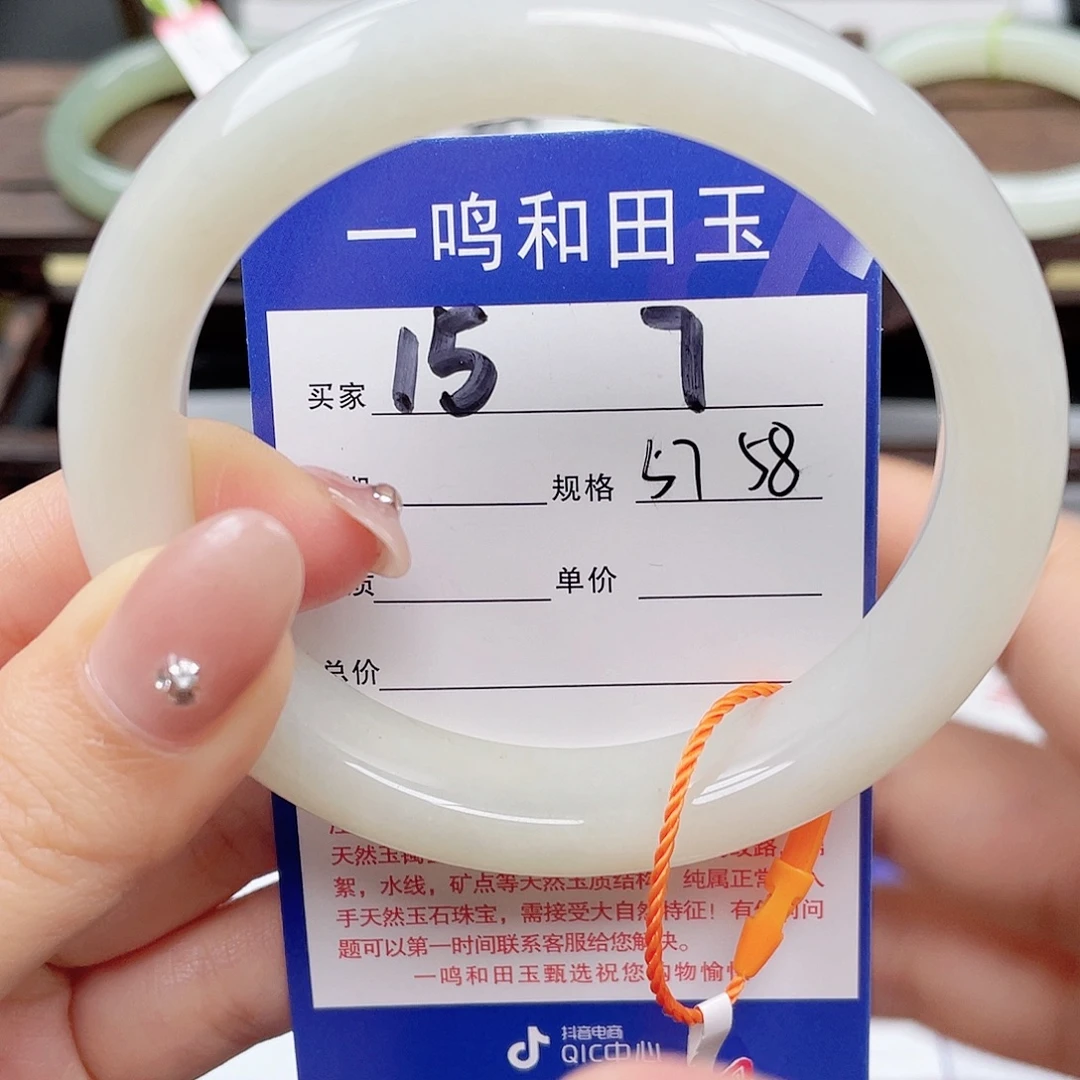 一鸣和田玉
买家 15 7
规格 57 58
质 单价
总价
天然玉
絮，水线，矿点等天然玉质结构 纯属正常
手天然玉石珠宝，需接受大自然特征！有任何问
题可以第一时间联系客服给您解决。
一鸣和田玉甄选祝您购物愉
抖音电商
QIC中心